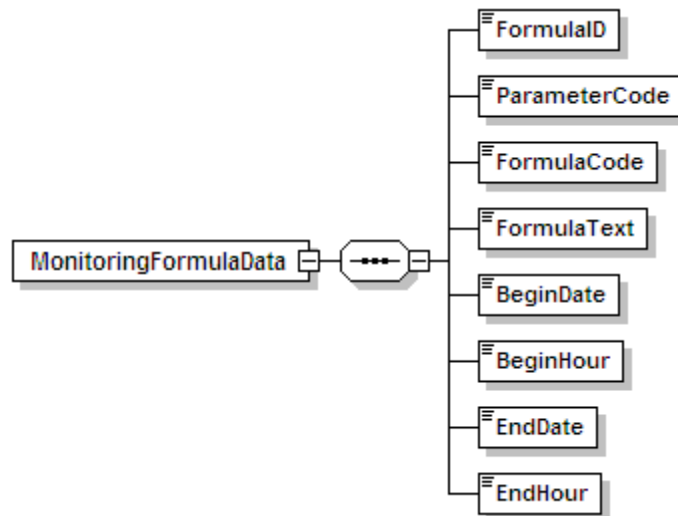 FormulaID
ParameterCode
FormulaCode
FormulaText
MonitoringFormulaData
BeginDate
BeginHour
EndDate
EndHour